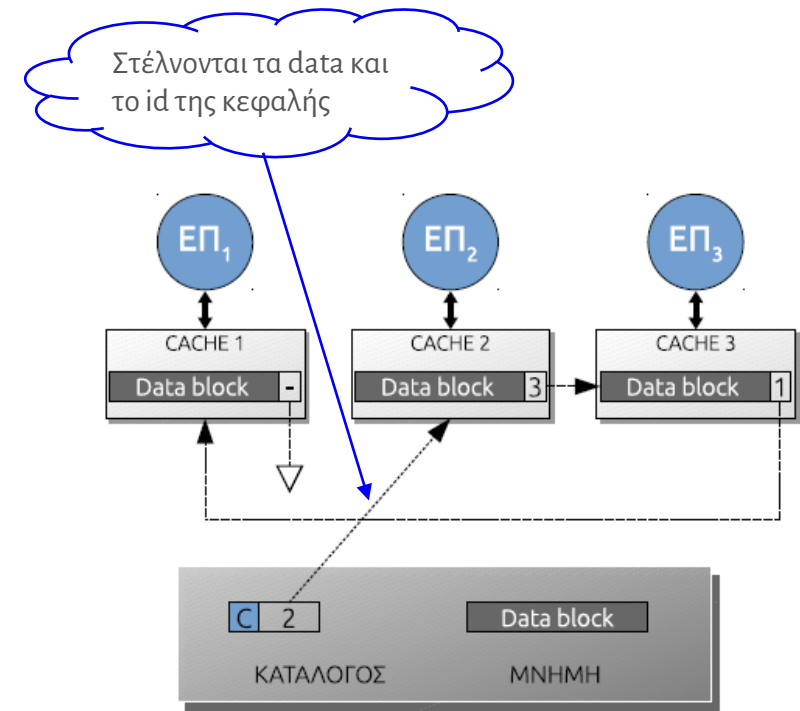 Στέλνονται τα data και
το id της κεφαλής
ΕΠ1
ΕΠ2
ΕΠ3
CACHE 1
CACHE 2
CACHE 3
Data block -
Data block 3
Data block 1
C 2
Data block
ΚΑΤΑΛΟΓΟΣ
ΜΝΗΜΗ